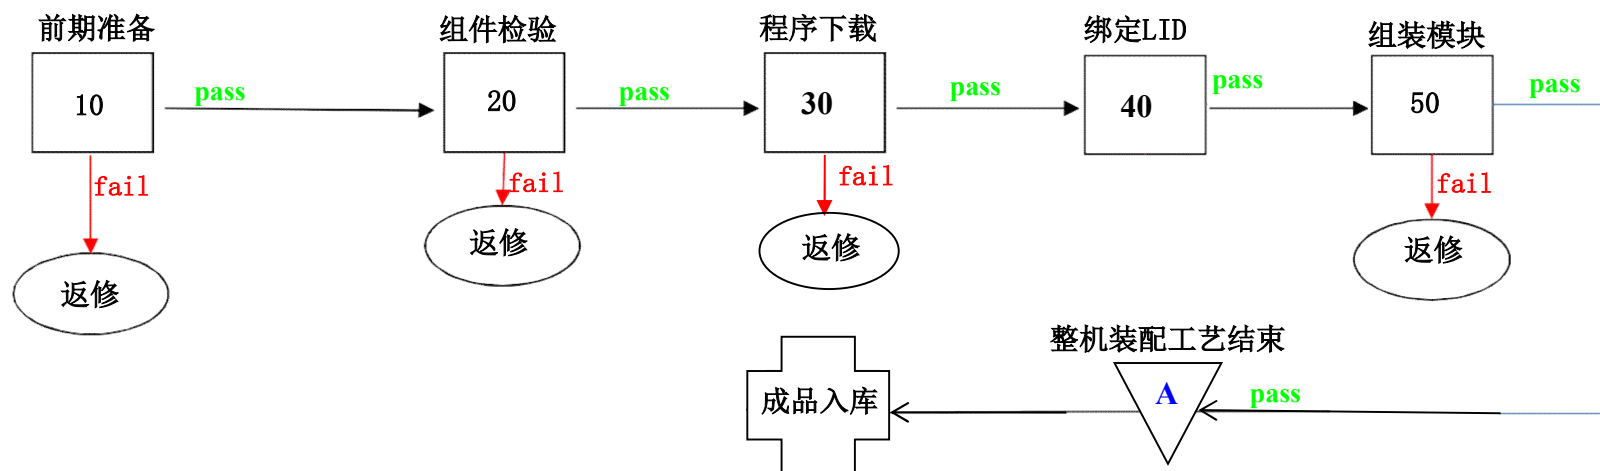 前期准备
组件检验
程序下载
绑定LID
组装模块
10
pass
20
pass
30
pass
40
pass
50
pass
fail
fail
fail
fail
返修
返修
返修
返修
整机装配工艺结束
成品入库
A
pass